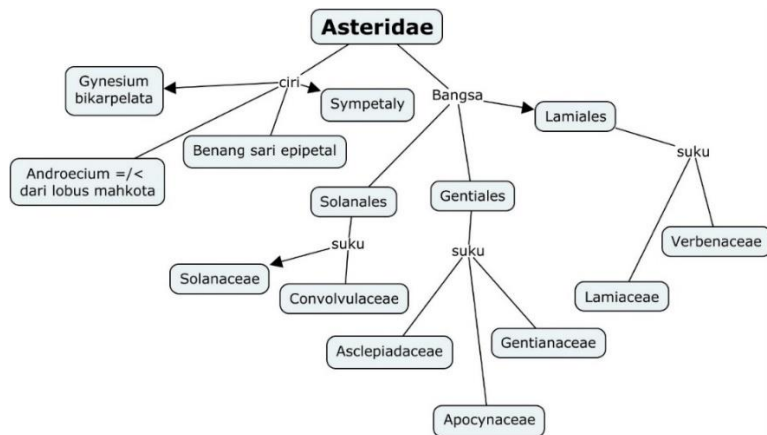 Asteridae
Gynesium
bikarpelata
ciri
Sympetaly
Bangsa
Lamiales
Benang sari epipetal
Androecium =/<
dari lobus mahkota
suku
Solanales
Gentiales
Verbenaceae
suku
suku
Solanaceae
Convolvulaceae
Lamiaceae
Asclepiadaceae
Gentianaceae
Apocynaceae